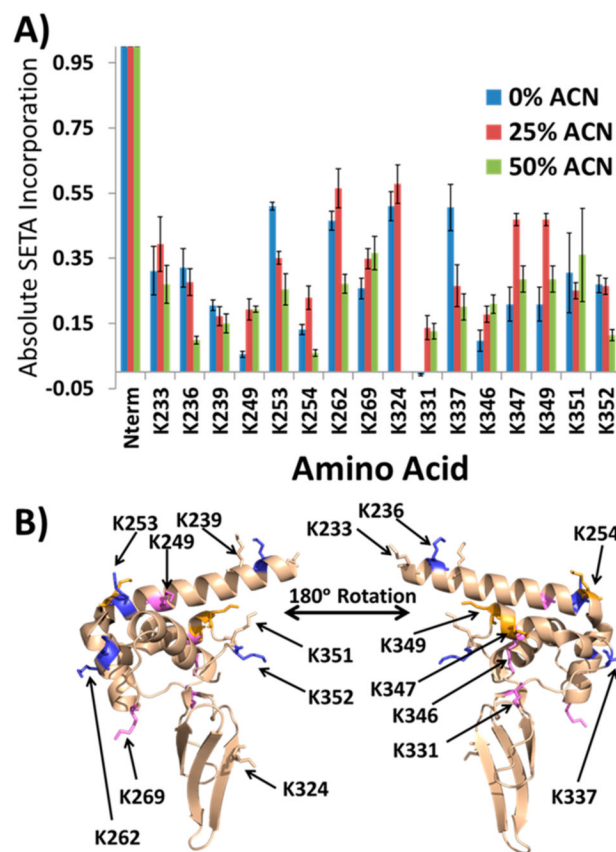 A)
Absolute SETA Incorporation
0.95
0.75
0.55
0.35
0.15
-0.05
0% ACN
25% ACN
50% ACN
Nterm K233 K236 K239 K249 K253 K254 K262 K269 K324 K331 K337 K346 K347 K349 K351 K352
Amino Acid
B)
K253 K239 K249
K236 K233 K254
180° Rotation
K351 K349
K352 K347
K346
K331
K269 K324 K337
K262